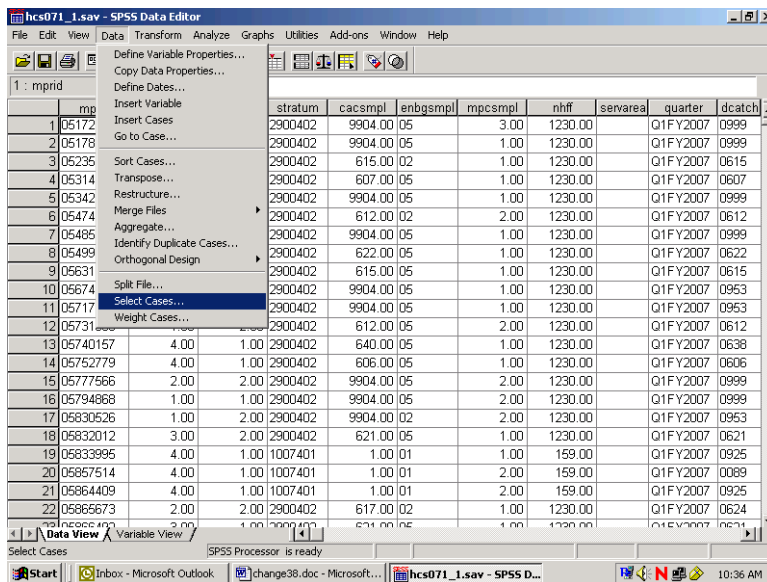 hcs071_1.sav - SPSS Data Editor
File Edit View Data Transform Analyze Graphs Utilities Add-ons Window Help
1 : mprid
Define Variable Properties...
Copy Data Properties...
Define Dates...
Insert Variable
Insert Cases
Go to Case...
Sort Cases...
Transpose...
Restructure...
Merge Files
Aggregate...
Identify Duplicate Cases...
Orthogonal Design
Split File...
Select Cases...
Weight Cases...
mp stratum cacsmpl enbgsmpl mpcsmpl nhff servarea quarter dcatch
1 05172 2900402 9904.00 05 3.00 1230.00 Q1FY2007 0999
2 05178 2900402 9904.00 05 1.00 1230.00 Q1FY2007 0999
3 05235 2900402 615.00 02 1.00 1230.00 Q1FY2007 0615
4 05314 2900402 607.00 05 1.00 1230.00 Q1FY2007 0607
5 05342 2900402 9904.00 05 1.00 1230.00 Q1FY2007 0999
6 05474 2900402 612.00 02 2.00 1230.00 Q1FY2007 0612
7 05485 2900402 9904.00 05 1.00 1230.00 Q1FY2007 0999
8 05499 2900402 622.00 05 1.00 1230.00 Q1FY2007 0622
9 05631 2900402 615.00 05 1.00 1230.00 Q1FY2007 0615
10 05674 2900402 9904.00 05 1.00 1230.00 Q1FY2007 0953
11 05717 2900402 9904.00 05 1.00 1230.00 Q1FY2007 0953
12 05731 2900402 612.00 05 2.00 1230.00 Q1FY2007 0612
13 05740157 4.00 1.00 2900402 640.00 05 1.00 1230.00 Q1FY2007 0638
14 05752779 4.00 1.00 2900402 606.00 05 1.00 1230.00 Q1FY2007 0606
15 05777566 2.00 2.00 2900402 9904.00 05 2.00 1230.00 Q1FY2007 0999
16 05794868 1.00 1.00 2900402 9904.00 05 2.00 1230.00 Q1FY2007 0999
17 05830526 1.00 2.00 2900402 9904.00 02 2.00 1230.00 Q1FY2007 0953
18 05832012 3.00 2.00 2900402 621.00 05 1.00 1230.00 Q1FY2007 0621
19 05833995 4.00 1.00 1007401 1.00 01 1.00 159.00 Q1FY2007 0925
20 05857514 4.00 1.00 1007401 1.00 01 2.00 159.00 Q1FY2007 0089
21 05864409 4.00 1.00 1007401 1.00 01 2.00 159.00 Q1FY2007 0925
22 05865673 2.00 2.00 2900402 617.00 02 2.00 1230.00 Q1FY2007 0624
Data View Variable View
Select Cases SPSS Processor is ready
Start Inbox - Microsoft Outlook change38.doc - Microsoft... hcs071_1.sav - SPSS D... 10:36 AM